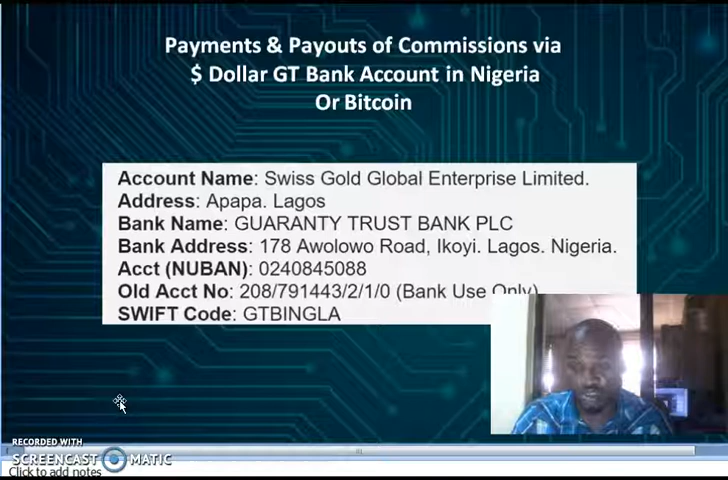 Payments & Payouts of Commissions via
$ Dollar GT Bank Account in Nigeria
Or Bitcoin
Account Name: Swiss Gold Global Enterprise Limited.
Address: Apapa. Lagos
Bank Name: GUARANTY TRUST BANK PLC
Bank Address: 178 Awolowo Road, Ikoyi. Lagos. Nigeria.
Acct (NUBAN): 0240845088
Old Acct No: 208/791443/2/1/0 (Bank Use Only)
SWIFT Code: GTBINGLA
RECORDED WITH
SCREENCAST MATIC
Click to add notes